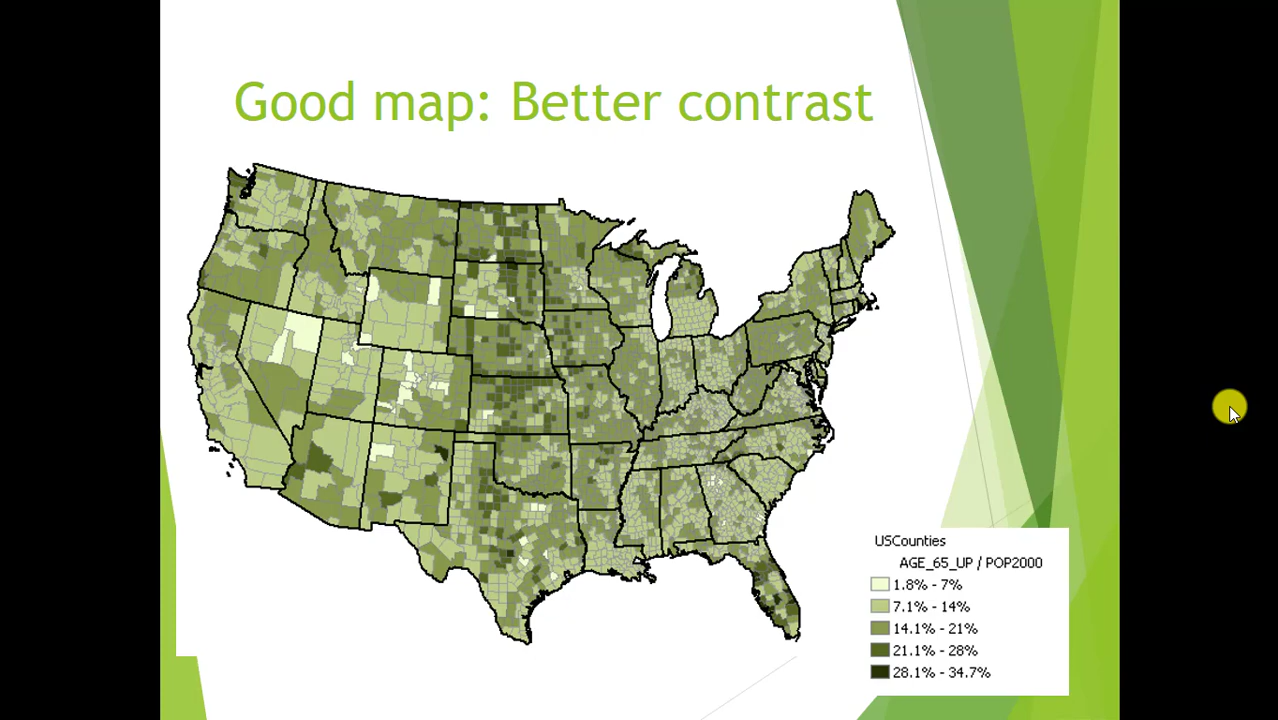 Good map: Better contrast
USCounties
AGE_65_UP / POP2000
1.8% - 7%
7.1% - 14%
14.1% - 21%
21.1% - 28%
28.1% - 34.7%